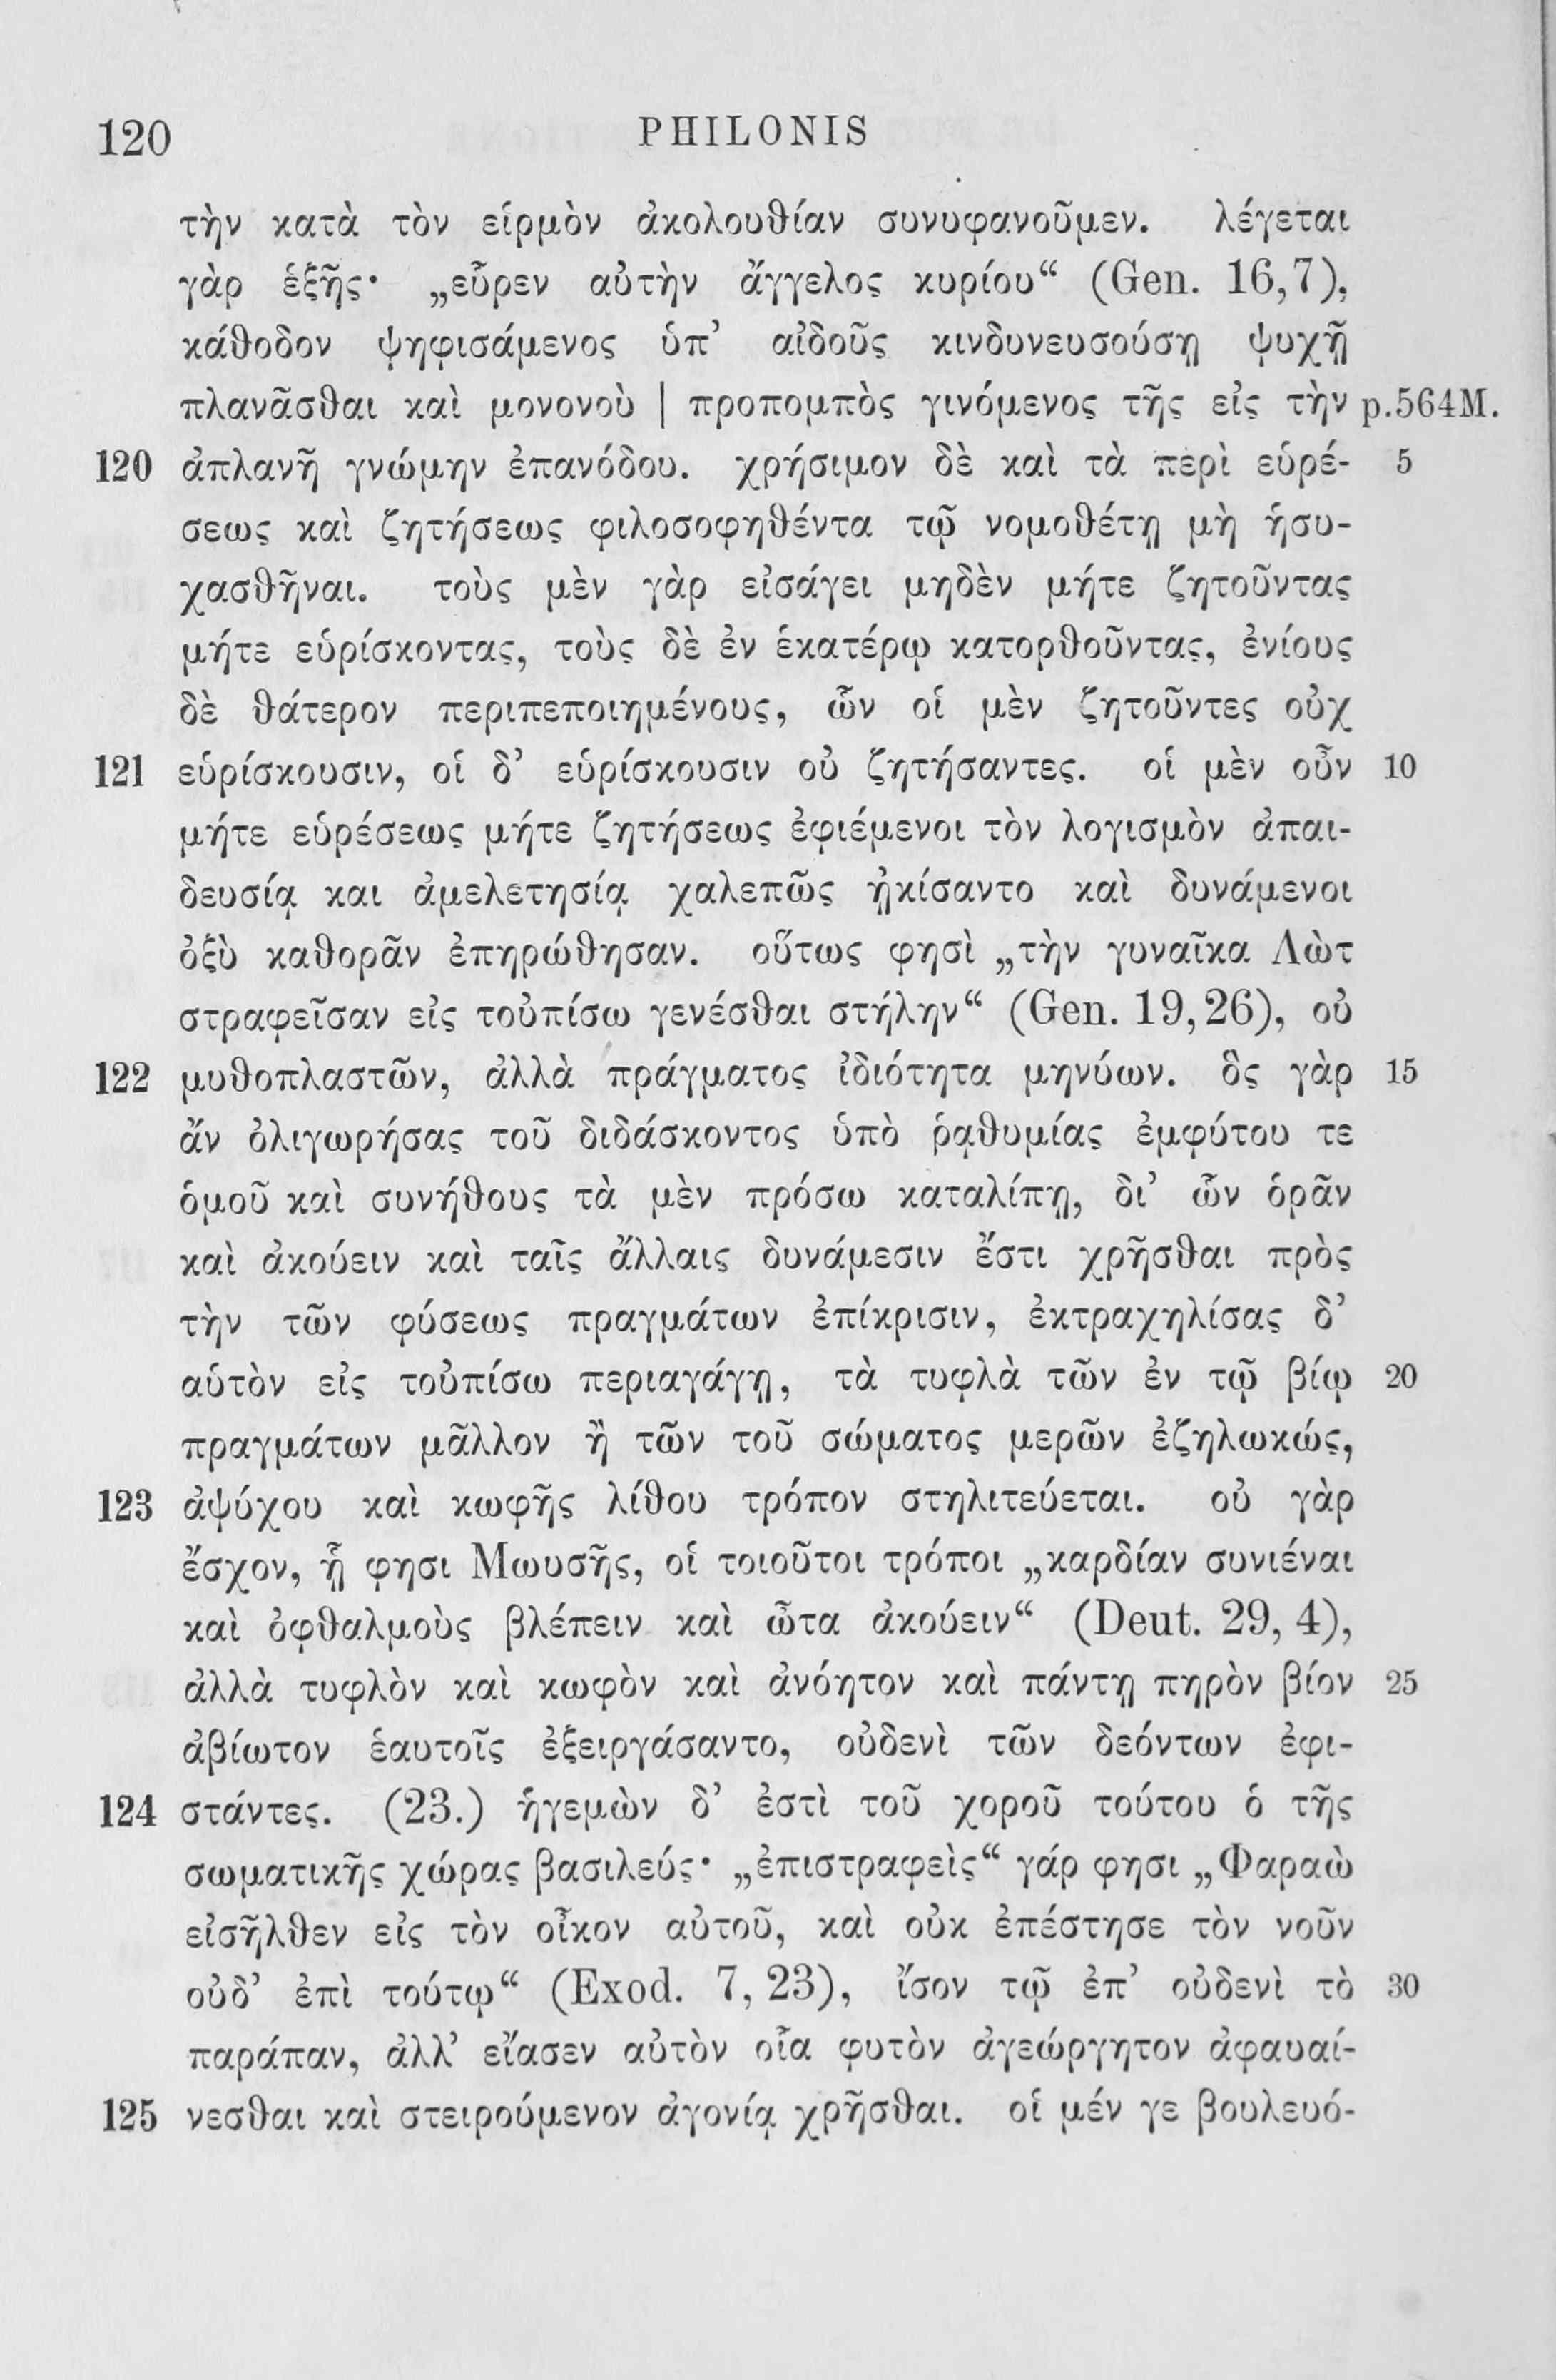 120 PHILONIS
τὴν κατὰ τὸν εἱρμὸν ἀκολουθίαν συνυφανοῦμεν. λέγεται
γὰρ ἑξῆς· „εὗρεν αὐτὴν ἄγγελος κυρίου“ (Gen. 16,7),
κάθοδον ψηφισάμενος ὑπ’ αἰδοῦς κινδυνευσούσῃ ψυχῇ
πλανᾶσθαι καὶ μονονοὺ | προπομπὸς γινόμενος τῆς εἰς τὴν p.564M.
120 ἀπλανῆ γνώμην ἐπανόδου. χρήσιμον δὲ καὶ τὰ περὶ εὑρέ- 5
σεως καὶ ζητήσεως φιλοσοφηθέντα τῷ νομοθέτῃ μὴ ἡσυ-
χασθῆναι. τοὺς μὲν γὰρ εἰσάγει μηδὲν μήτε ζητοῦντας
μήτε εὑρίσκοντας, τοὺς δὲ ἐν ἑκατέρῳ κατορθοῦντας, ἐνίους
δὲ θάτερον περιπεποιημένους, ὧν οἱ μὲν ζητοῦντες οὐχ
121 εὑρίσκουσιν, οἱ δ’ εὑρίσκουσιν οὐ ζητήσαντες. οἱ μὲν οὖν 10
μήτε εὑρέσεως μήτε ζητήσεως ἐφιέμενοι τὸν λογισμὸν ἀπαι-
δευσίᾳ και ἀμελετησίᾳ χαλεπῶς ᾐκίσαντο καὶ δυνάμενοι
ὀξὺ καθορᾶν ἐπηρώθησαν. οὕτως φησὶ „τὴν γυναῖκα Λὼτ
στραφεῖσαν εἰς τοὐπίσω γενέσθαι στήλην“ (Gen. 19,26), οὐ
122 μυθοπλαστῶν, ἀλλὰ πράγματος ἰδιότητα μηνύων. ὃς γὰρ 15
ἄν ὀλιγωρήσας τοῦ διδάσκοντος ὑπὸ ῥᾳθυμίας ἐμφύτου τε
ὁμοῦ καὶ συνήθους τὰ μὲν πρόσω καταλίπῃ, δι’ ὧν ὁρᾶν
καὶ ἀκούειν καὶ ταῖς ἄλλαις δυνάμεσιν ἔστι χρῆσθαι πρὸς
τὴν τῶν φύσεως πραγμάτων ἐπίκρισιν, ἐκτραχηλίσας δ’
αὑτὸν εἰς τοὐπίσω περιαγάγῃ, τὰ τυφλὰ τῶν ἐν τῷ βίῳ 20
πραγμάτων μᾶλλον ἢ τῶν τοῦ σώματος μερῶν ἐζηλωκώς,
123 ἀψύχου καὶ κωφῆς λίθου τρόπον στηλιτεύεται. οὐ γὰρ
ἔσχον, ᾗ φησι Μωυσῆς, οἱ τοιοῦτοι τρόποι „καρδίαν συνιέναι
καὶ ὀφθαλμοὺς βλέπειν καὶ ὦτα ἀκούειν“ (Deut. 29, 4),
ἀλλὰ τυφλὸν καὶ κωφὸν καὶ ἀνόητον καὶ πάντῃ πηρὸν βίον 25
ἀβίωτον ἑαυτοῖς ἐξειργάσαντο, οὐδενὶ τῶν δεόντων ἐφι-
124 στάντες. (23.) ἡγεμὼν δ’ ἐστὶ τοῦ χοροῦ τούτου ὁ τῆς
σωματικῆς χώρας βασιλεύς· „ἐπιστραφεὶς“ γάρ φησι „Φαραὼ
εἰσῆλθεν εἰς τὸν οἶκον αὐτοῦ, καὶ οὐκ ἐπέστησε τὸν νοῦν
οὐδ’ ἐπὶ τούτῳ“ (Exod. 7, 23), ἴσον τῷ ἐπ’ οὐδενὶ τὸ 30
παράπαν, ἀλλ’ εἴασεν αὐτὸν οἷα φυτὸν ἀγεώργητον ἀφαυαί-
125 νεσθαι καὶ στειρούμενον ἀγονίᾳ χρῆσθαι. οἱ μέν γε βουλευό-